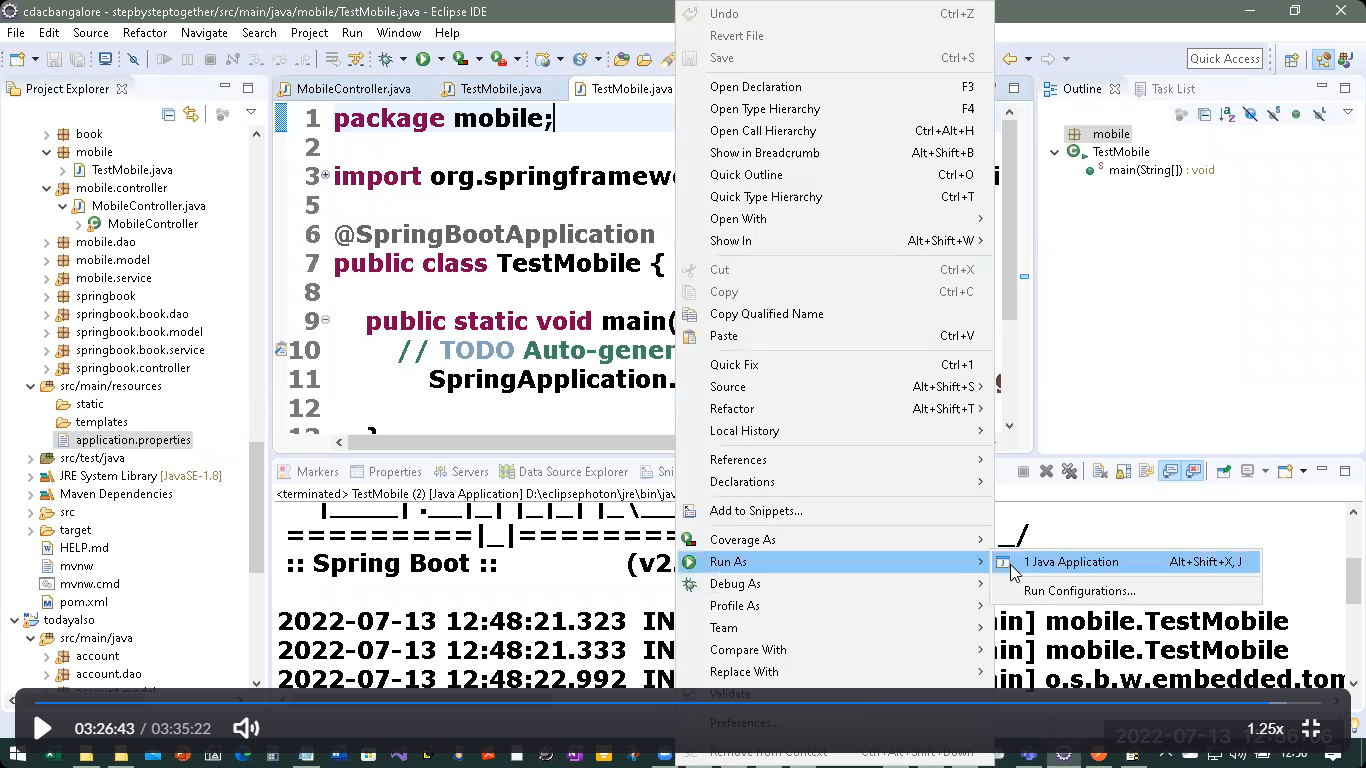 cdacbangalore - stepbysteptogether/src/main/java/mobile/TestMobile.java - Eclipse IDE
File Edit Source Refactor Navigate Search Project Run Window Help
Quick Access
Project Explorer
book
mobile
TestMobile.java
mobile.controller
MobileController.java
MobileController
mobile.dao
mobile.model
mobile.service
springbook
springbook.book.dao
springbook.book.model
springbook.book.service
springbook.controller
src/main/resources
static
templates
application.properties
src/test/java
JRE System Library [JavaSE-1.8]
Maven Dependencies
src
target
HELP.md
mvnw
mvnw.cmd
pom.xml
todayalso
src/main/java
account
account.dao
account.model
MobileController.java TestMobile.java TestMobile.java
1 package mobile;
2
3 import org.springframew
5
6 @SpringBootApplication
7 public class TestMobile {
8
9 public static void main(
10 // TODO Auto-gener
11 SpringApplication.
12
13 }
Undo Ctrl+Z
Revert File
Save Ctrl+S
Open Declaration F3
Open Type Hierarchy F4
Open Call Hierarchy Ctrl+Alt+H
Show in Breadcrumb Alt+Shift+B
Quick Outline Ctrl+O
Quick Type Hierarchy Ctrl+T
Open With
Show In Alt+Shift+W
Cut Ctrl+X
Copy Ctrl+C
Copy Qualified Name
Paste Ctrl+V
Quick Fix Ctrl+1
Source Alt+Shift+S
Refactor Alt+Shift+T
Local History
References
Declarations
Add to Snippets...
Coverage As
Run As
Debug As
Profile As
Team
Compare With
Replace With
Validate
Preferences...
Remove from Context Ctrl+Alt+Shift+Down
1 Java Application Alt+Shift+X, J
Run Configurations...
Outline Task List
mobile
TestMobile
main(String[]) : void
Markers Properties Servers Data Source Explorer Sni
<terminated> TestMobile (2) [Java Application] D:\eclipsephoton\jre\bin\jav
:: Spring Boot :: (v2.
2022-07-13 12:48:21.323 IN
2022-07-13 12:48:21.333 IN
2022-07-13 12:48:22.992 IN
in] mobile.TestMobile
in] mobile.TestMobile
in] o.s.b.w.embedded.tom
03:26:43 / 03:35:22 1.25x
12:56